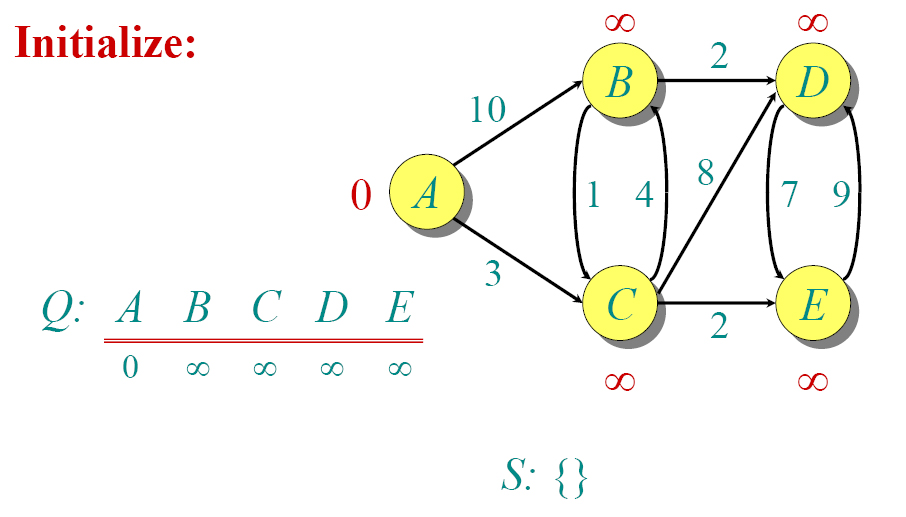 Initialize:
∞ ∞
B 2 D
10
8
0 A 1 4 7 9
3
Q: A B C D E
C 2 E
0 ∞ ∞ ∞ ∞
∞ ∞
S: {}